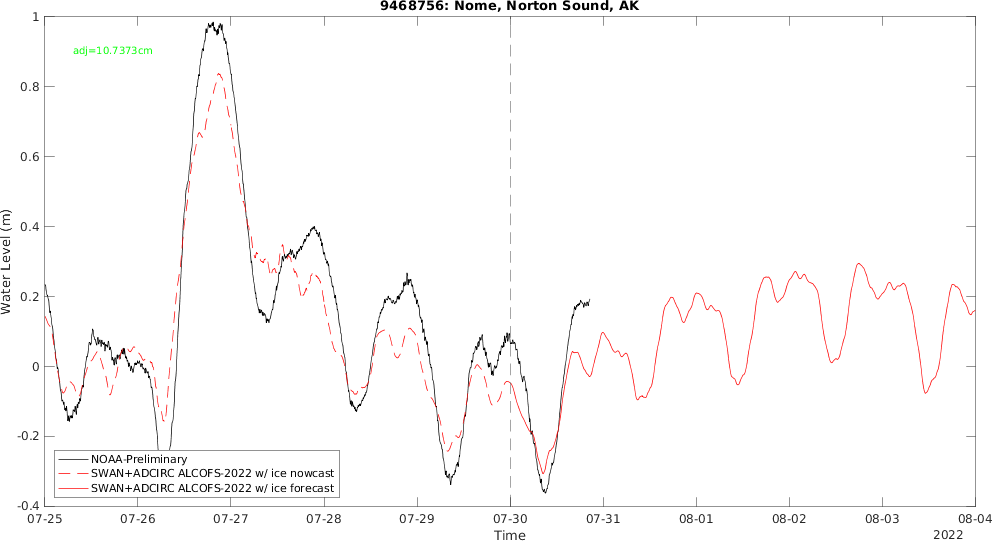 9468756: Nome, Norton Sound, AK
adj=10.7373cm
Water Level (m)
1
0.8
0.6
0.4
0.2
0
-0.2
-0.4
NOAA-Preliminary
SWAN+ADCIRC ALCOFS-2022 w/ ice nowcast
SWAN+ADCIRC ALCOFS-2022 w/ ice forecast
07-25 07-26 07-27 07-28 07-29 07-30 07-31 08-01 08-02 08-03 08-04
Time
2022